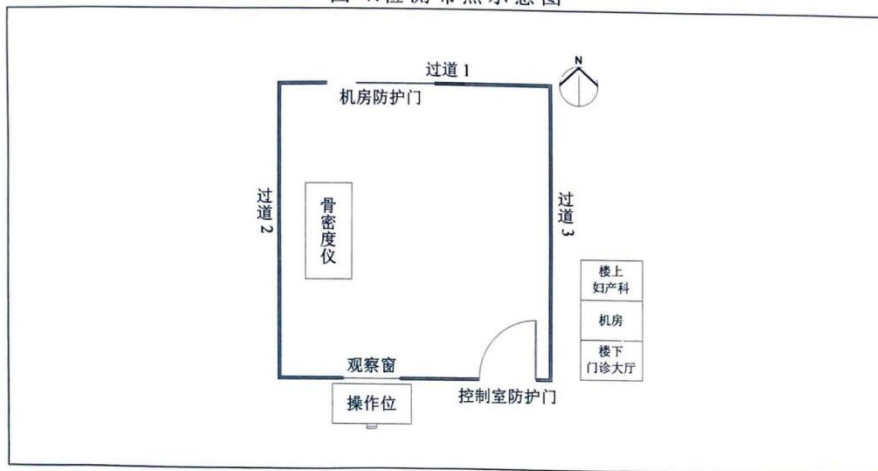 N
过道 1
机房防护门
过道 2
骨密度仪
过道 3
楼上
妇产科
机房
楼下
门诊大厅
观察窗
操作位
控制室防护门